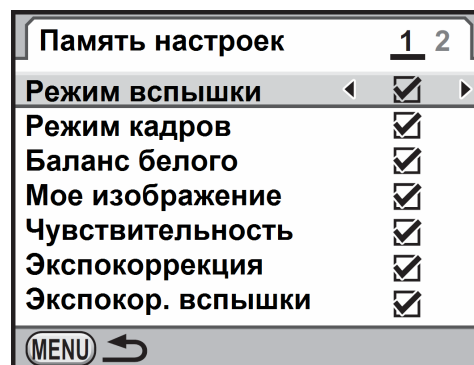 Память настроек 1 2
Режим вспышки
Режим кадров
Баланс белого
Мое изображение
Чувствительность
Экспокоррекция
Экспокор. вспышки
MENU